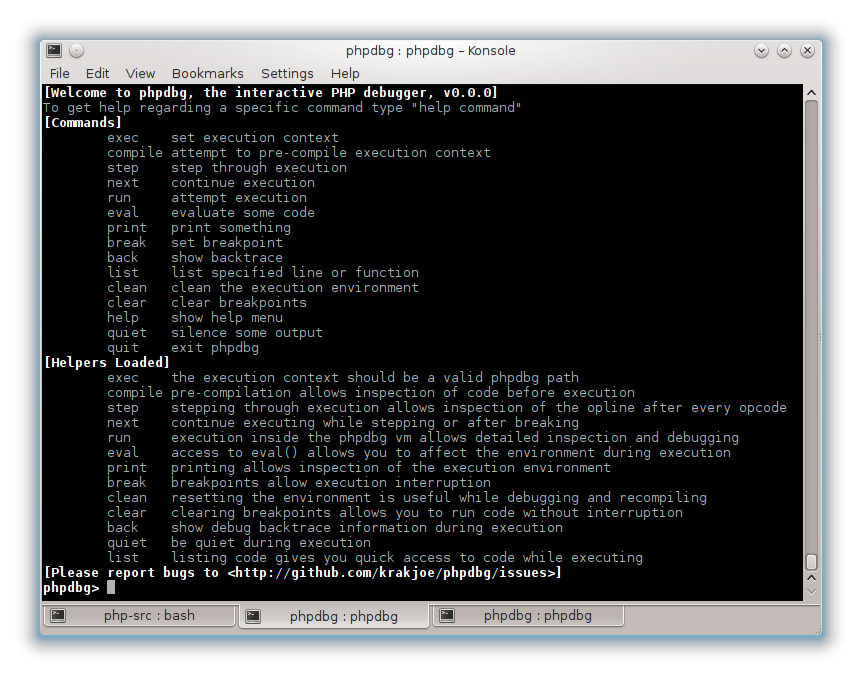 phpdbg : phpdbg – Konsole
File Edit View Bookmarks Settings Help
[Welcome to phpdbg, the interactive PHP debugger, v0.0.0]
To get help regarding a specific command type "help command"
[Commands]
exec set execution context
compile attempt to pre-compile execution context
step step through execution
next continue execution
run attempt execution
eval evaluate some code
print print something
break set breakpoint
back show backtrace
list list specified line or function
clean clean the execution environment
clear clear breakpoints
help show help menu
quiet silence some output
quit exit phpdbg
[Helpers Loaded]
exec the execution context should be a valid phpdbg path
compile pre-compilation allows inspection of code before execution
step stepping through execution allows inspection of the opline after every opcode
next continue executing while stepping or after breaking
run execution inside the phpdbg vm allows detailed inspection and debugging
eval access to eval() allows you to affect the environment during execution
print printing allows inspection of the execution environment
break breakpoints allow execution interruption
clean resetting the environment is useful while debugging and recompiling
clear clearing breakpoints allows you to run code without interruption
back show debug backtrace information during execution
quiet be quiet during execution
list listing code gives you quick access to code while executing
[Please report bugs to <http://github.com/krakjoe/phpdbg/issues>]
phpdbg>
php-src : bash phpdbg : phpdbg phpdbg : phpdbg